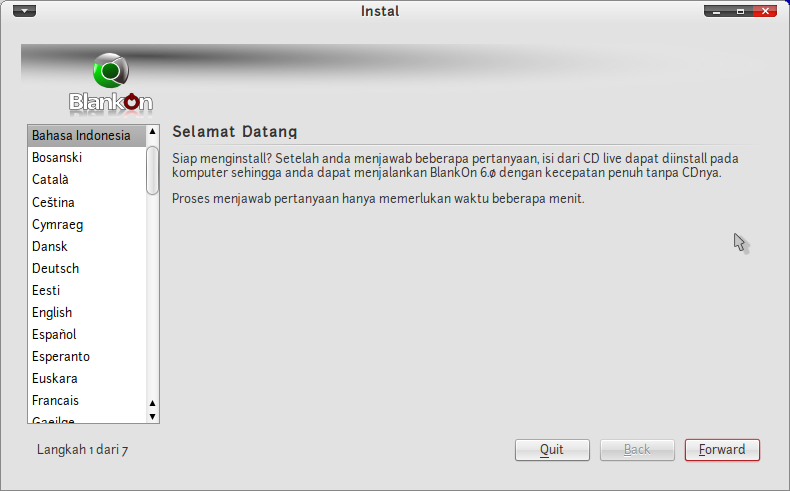 Instal
BlankOn
Bahasa Indonesia
Bosanski
Català
Čeština
Cymraeg
Dansk
Deutsch
Eesti
English
Español
Esperanto
Euskara
Francais
Gaeilge
Selamat Datang
Siap menginstall? Setelah anda menjawab beberapa pertanyaan, isi dari CD live dapat diinstall pada
komputer sehingga anda dapat menjalankan BlankOn 6.0 dengan kecepatan penuh tanpa CDnya.
Proses menjawab pertanyaan hanya memerlukan waktu beberapa menit.
Langkah 1 dari 7
Quit
Back
Forward